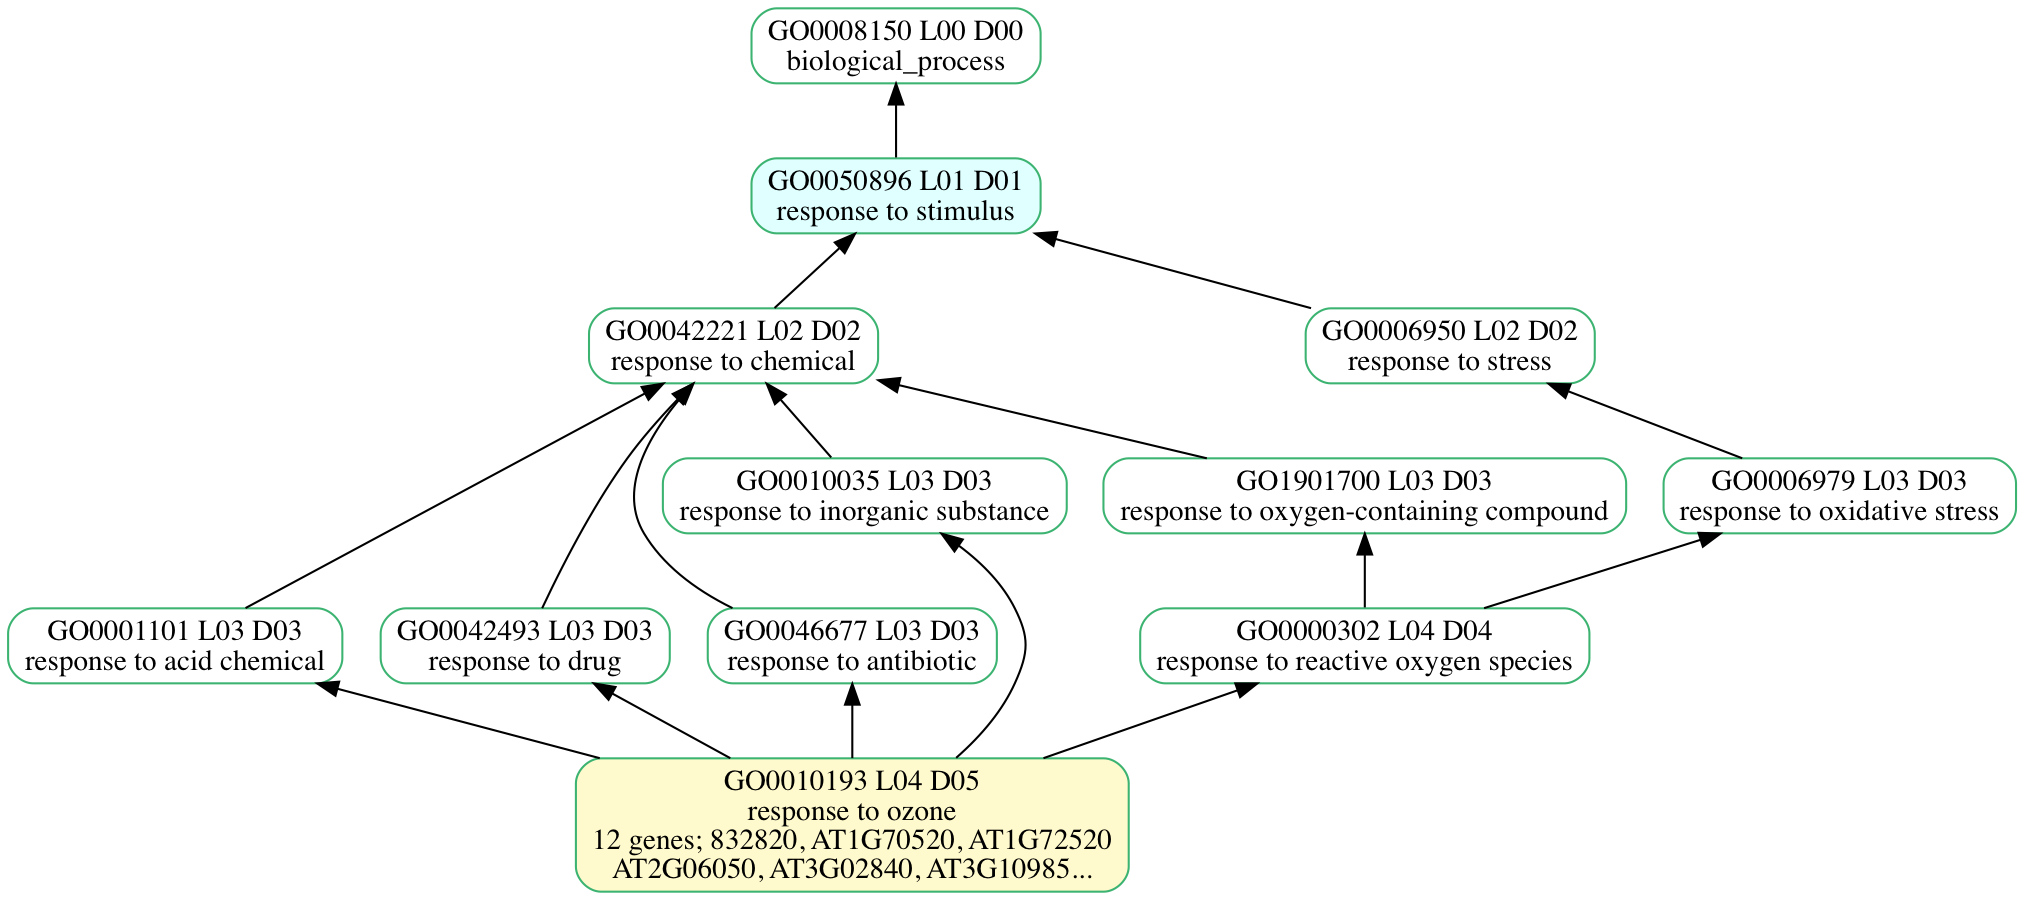 GO0008150 L00 D00
biological_process
GO0050896 L01 D01
response to stimulus
GO0042221 L02 D02
response to chemical
GO0006950 L02 D02
response to stress
GO0010035 L03 D03
response to inorganic substance
GO1901700 L03 D03
response to oxygen-containing compound
GO0006979 L03 D03
response to oxidative stress
GO0001101 L03 D03
response to acid chemical
GO0042493 L03 D03
response to drug
GO0046677 L03 D03
response to antibiotic
GO0000302 L04 D04
response to reactive oxygen species
GO0010193 L04 D05
response to ozone
12 genes; 832820, AT1G70520, AT1G72520
AT2G06050, AT3G02840, AT3G10985...